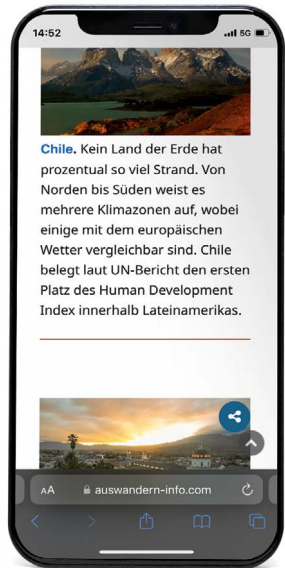 14:52
5G
Chile. Kein Land der Erde hat
prozentual so viel Strand. Von
Norden bis Süden weist es
mehrere Klimazonen auf, wobei
einige mit dem europäischen
Wetter vergleichbar sind. Chile
belegt laut UN-Bericht den ersten
Platz des Human Development
Index innerhalb Lateinamerikas.
AA auswandern-info.com